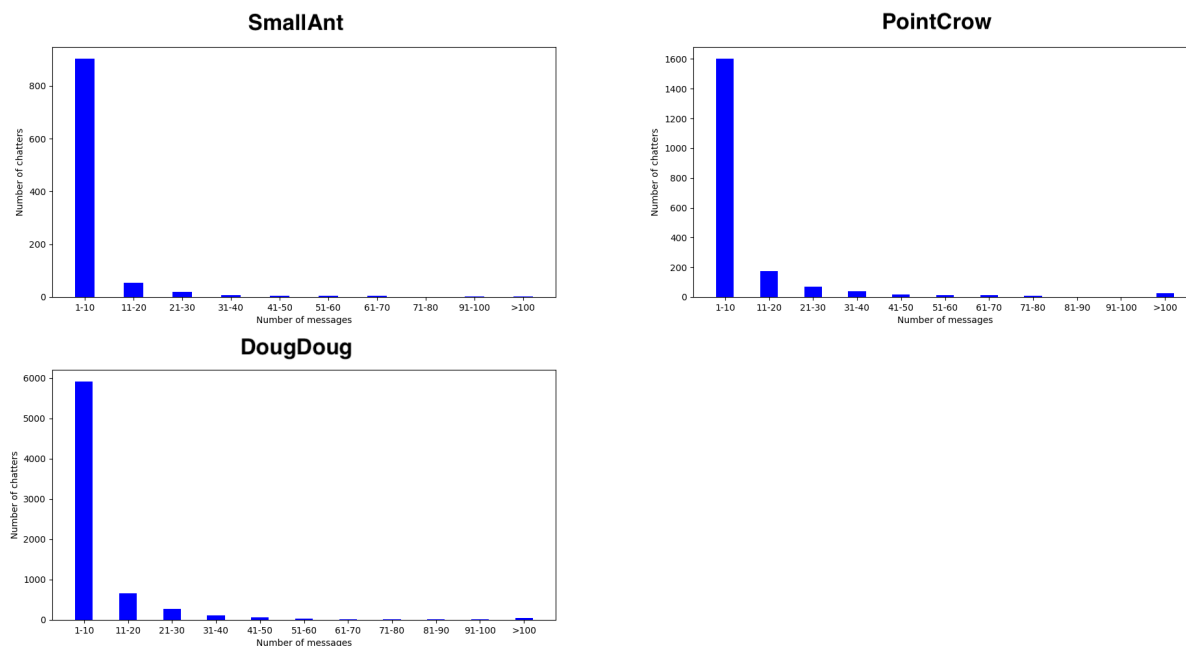 SmallAnt
Number of chatters
800
600
400
200
0
1-10 11-20 21-30 31-40 41-50 51-60 61-70 71-80 91-100 >100
Number of messages
PointCrow
Number of chatters
1600
1400
1200
1000
800
600
400
200
0
1-10 11-20 21-30 31-40 41-50 51-60 61-70 71-80 81-90 91-100 >100
Number of messages
DougDoug
Number of chatters
6000
5000
4000
3000
2000
1000
0
1-10 11-20 21-30 31-40 41-50 51-60 61-70 71-80 81-90 91-100 >100
Number of messages